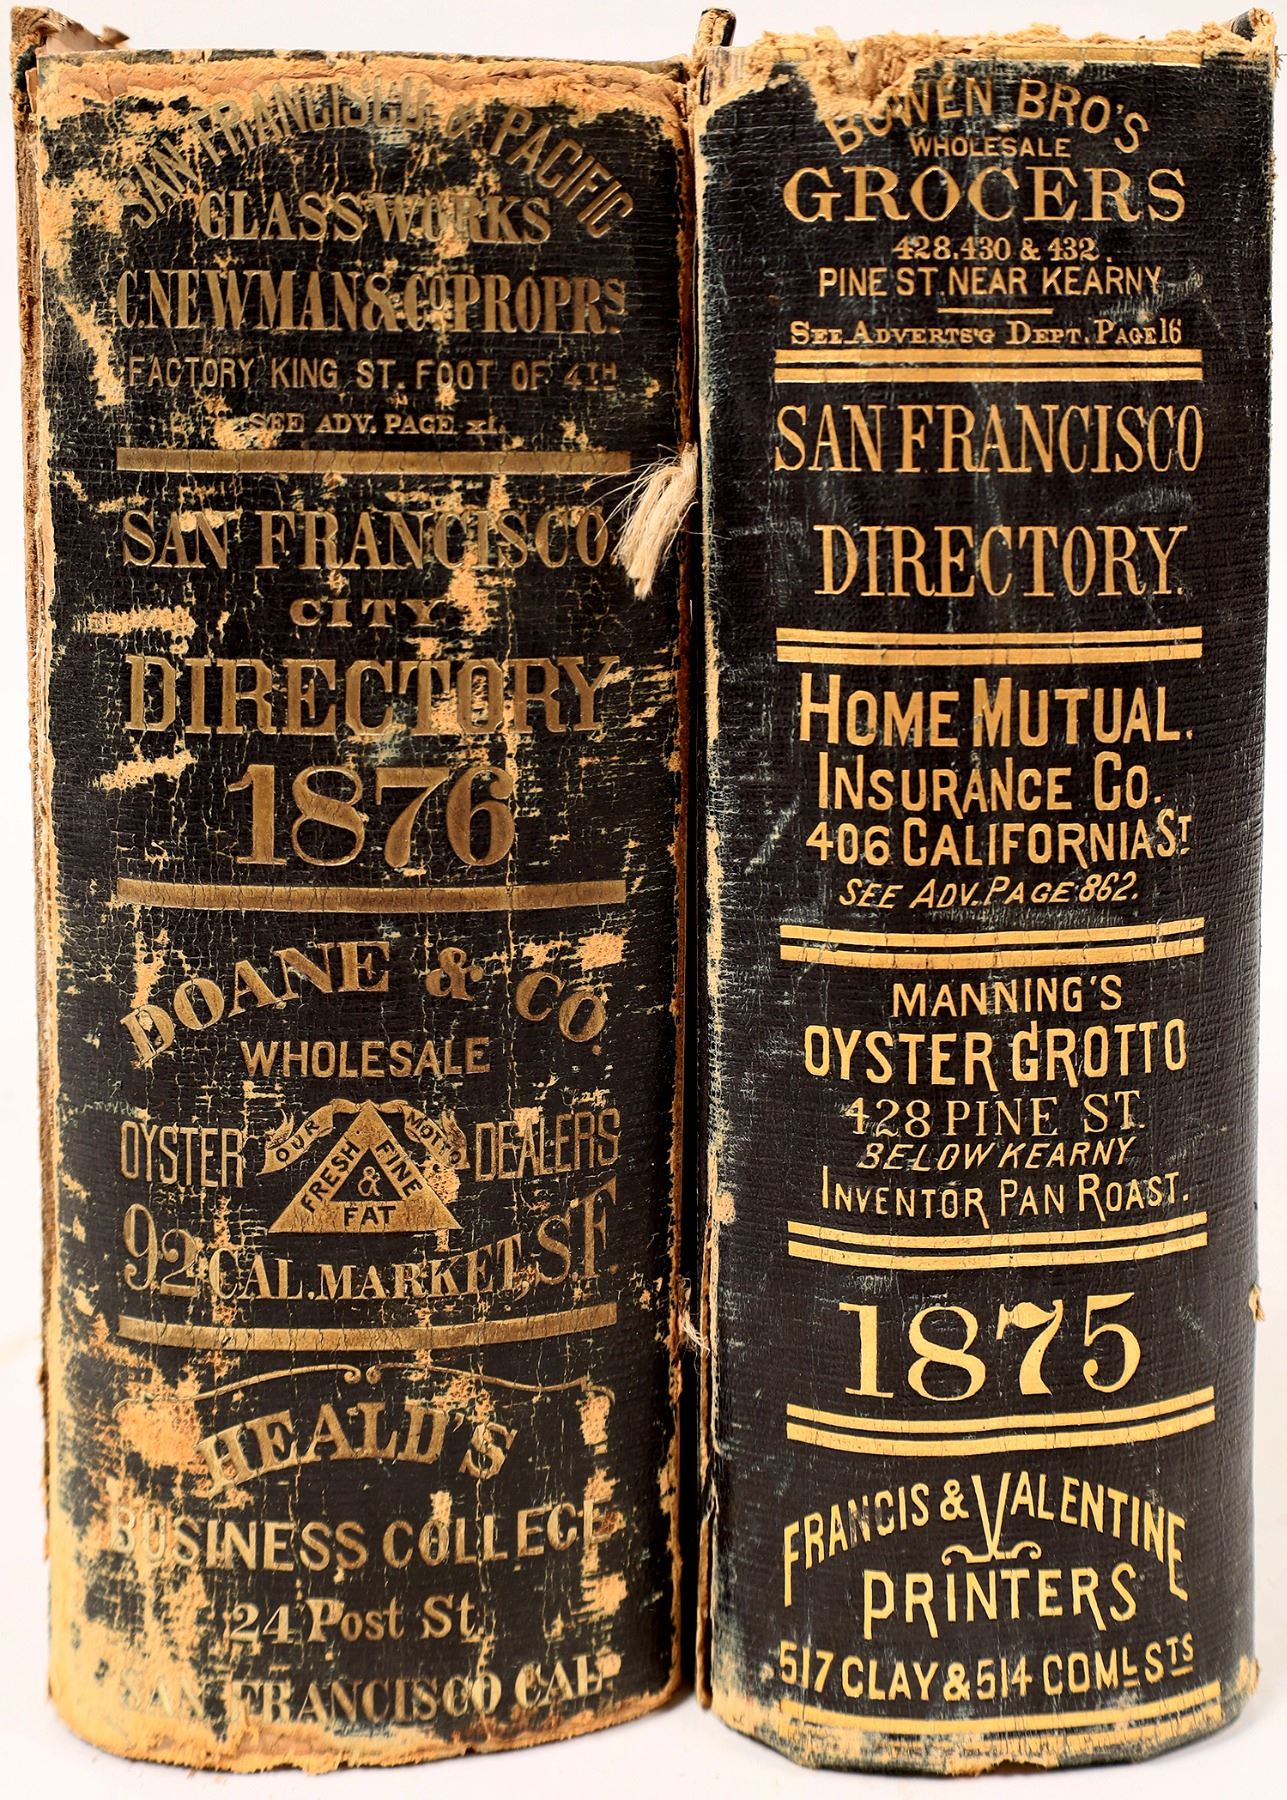 SAN FRANCISCO & PACIFIC
GLASS WORKS
C. NEWMAN & CO PROPRS
FACTORY KING ST. FOOT OF 4TH
SEE ADV. PAGE xl.
SAN FRANCISCO
CITY
DIRECTORY
1876
DOANE & CO.
WHOLESALE
OYSTER DEALERS
OUR MOTTO
FRESH & FINE
FAT
92 CAL. MARKET, SF.
HEALD'S
BUSINESS COLLEGE
24 Post St.
SAN FRANCISCO CAL.
BOWEN BRO'S
WHOLESALE
GROCERS
428.430 & 432.
PINE ST. NEAR KEARNY
SEE ADVERTS'G DEPT. PAGE 16
SAN FRANCISCO
DIRECTORY.
HOME MUTUAL.
INSURANCE CO.
406 CALIFORNIA ST
SEE ADV. PAGE 862.
MANNING'S
OYSTER GROTTO
428 PINE ST.
BELOW KEARNY
INVENTOR PAN ROAST.
1875
FRANCIS & VALENTINE
PRINTERS
517 CLAY & 514 COML STS